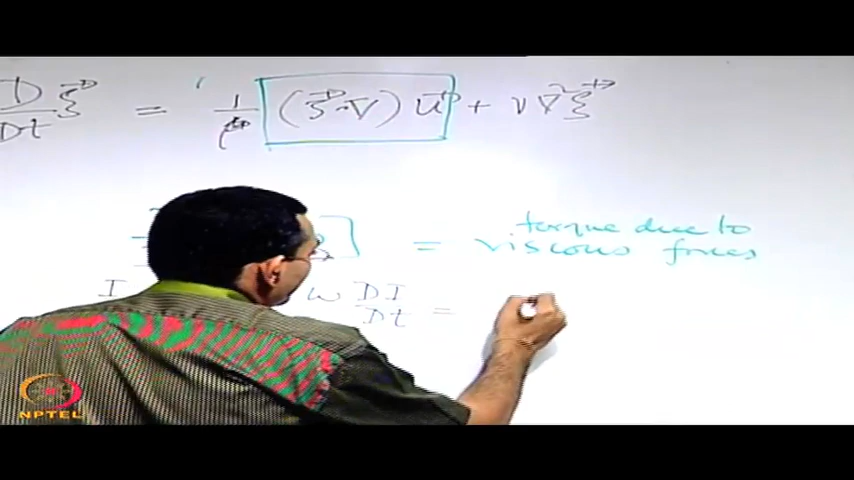 D/Dt ξ⃗ = 1/ρ (ξ⃗·∇) u⃗ + ν∇²ξ⃗
= torque due to
viscous forces
I ω DI/Dt =
NPTEL